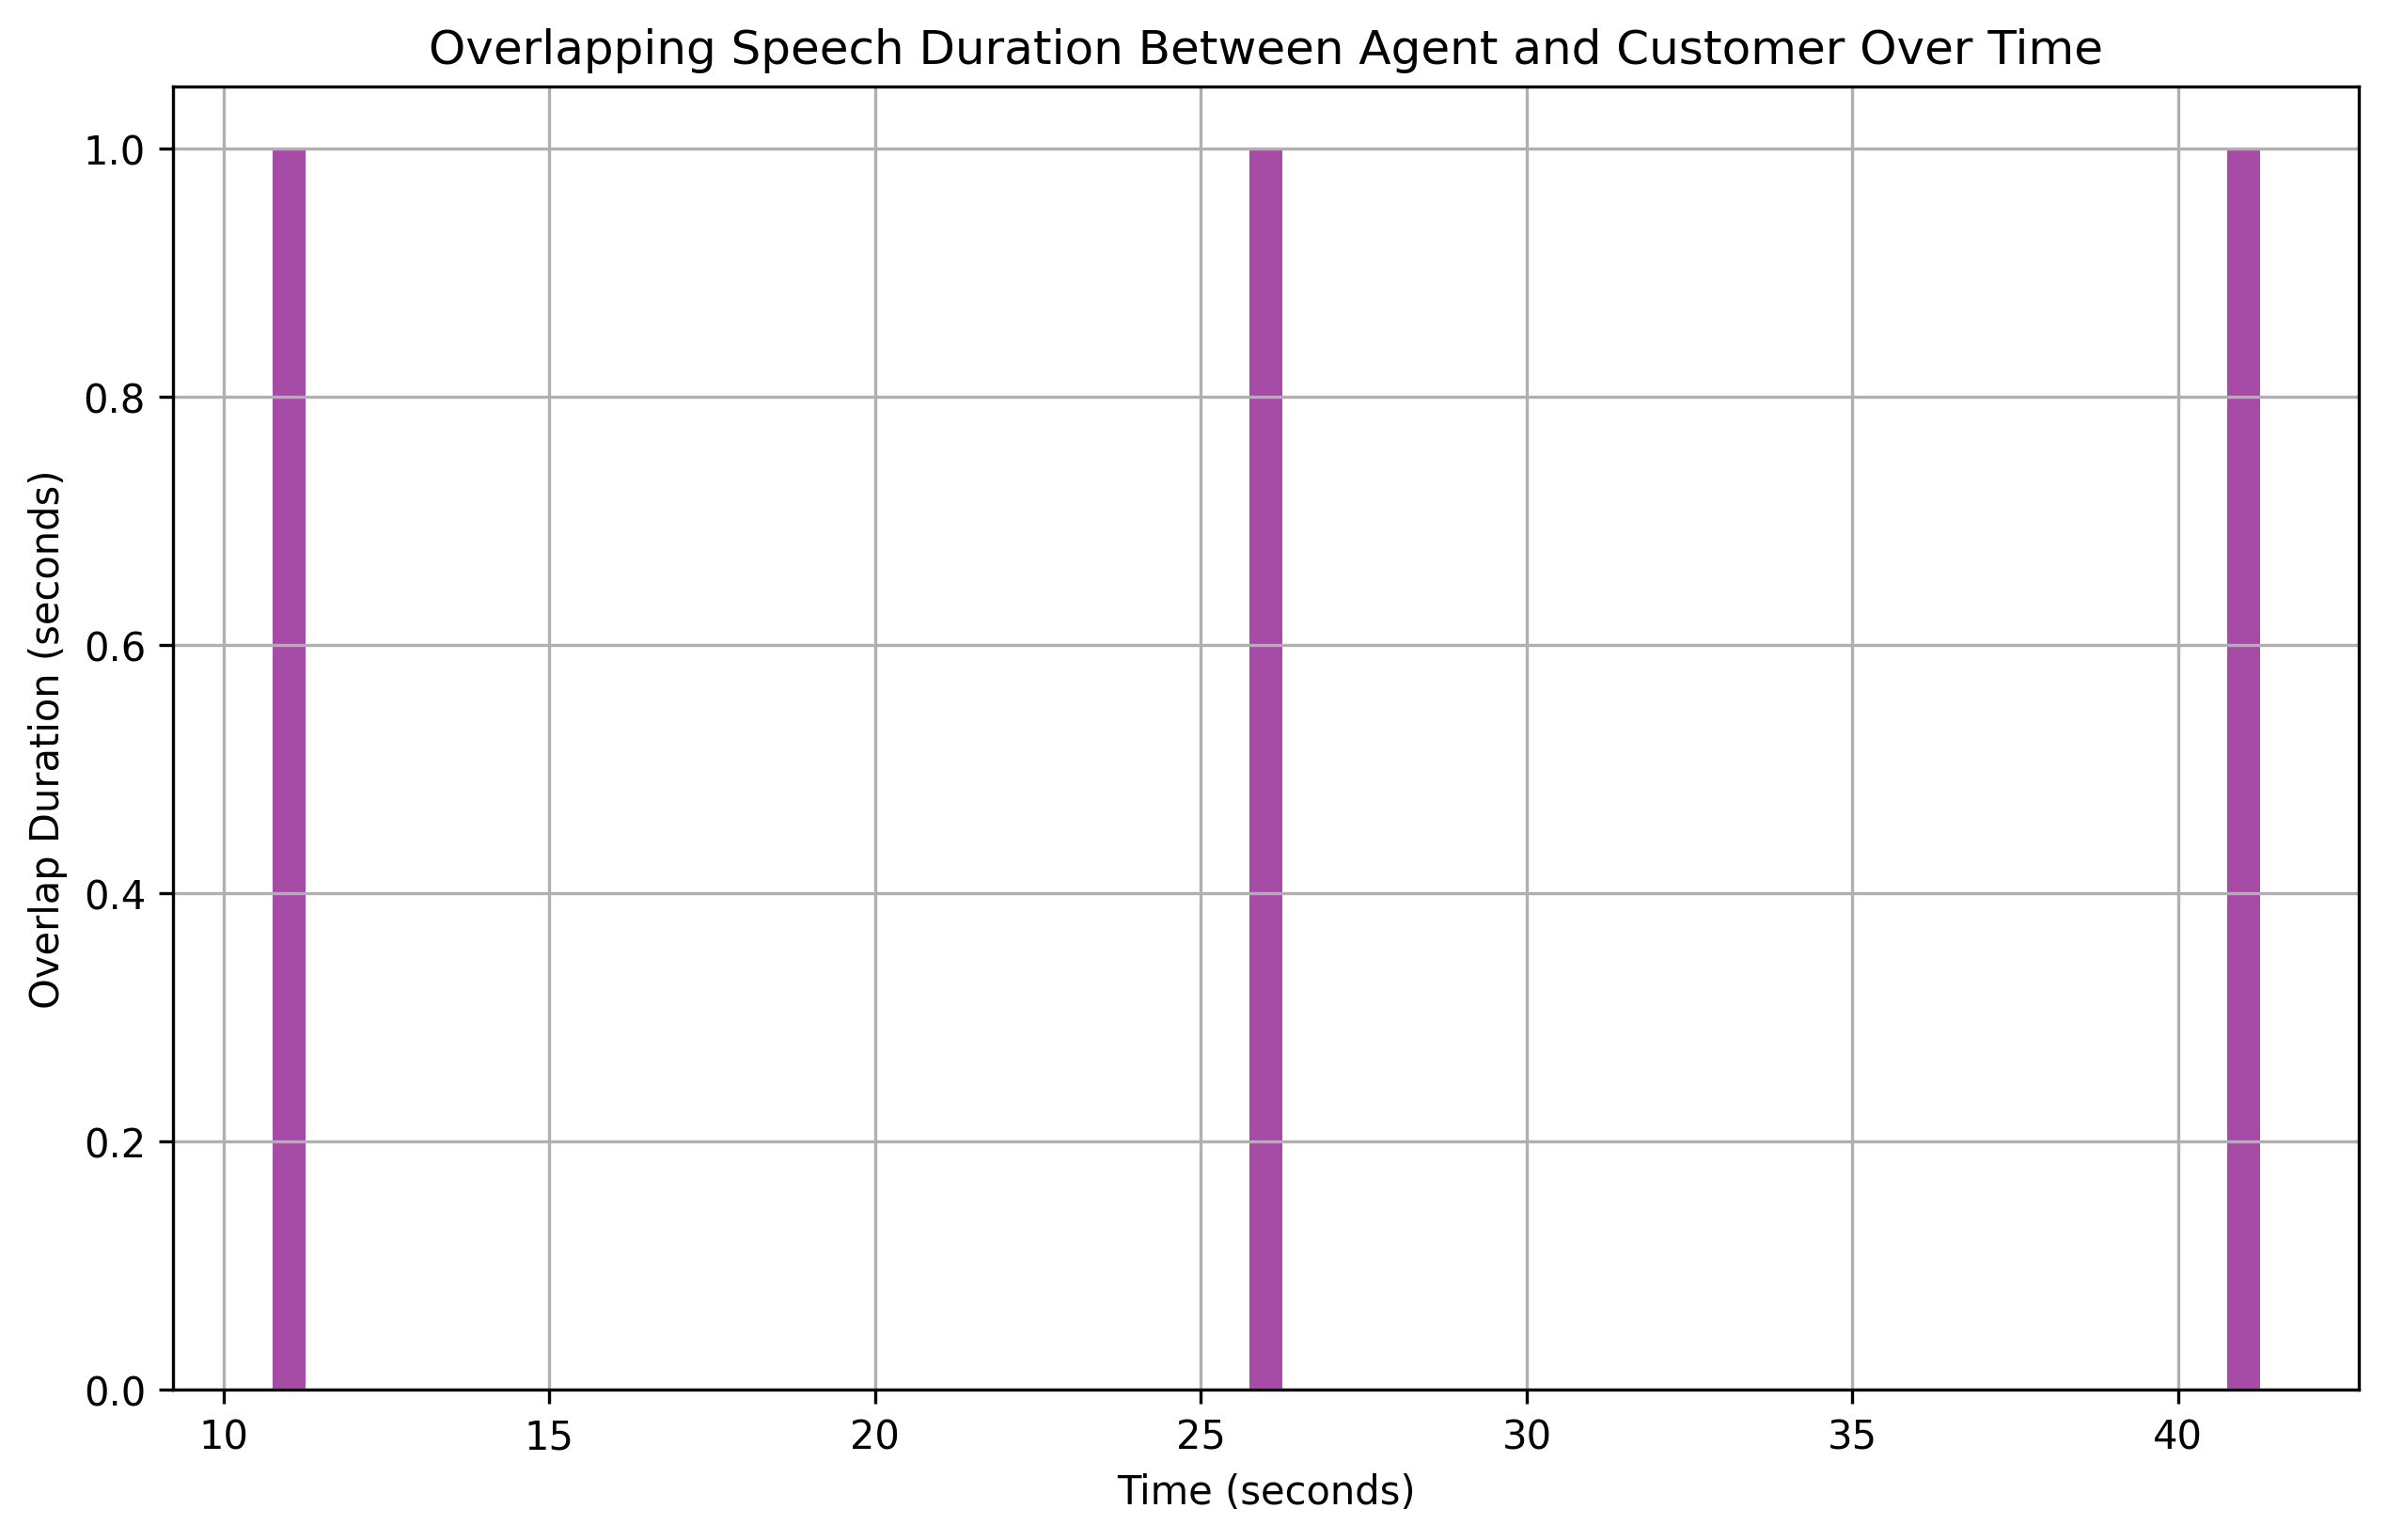 Overlapping Speech Duration Between Agent and Customer Over Time
Overlap Duration (seconds)
1.0
0.8
0.6
0.4
0.2
0.0
10 15 20 25 30 35 40
Time (seconds)